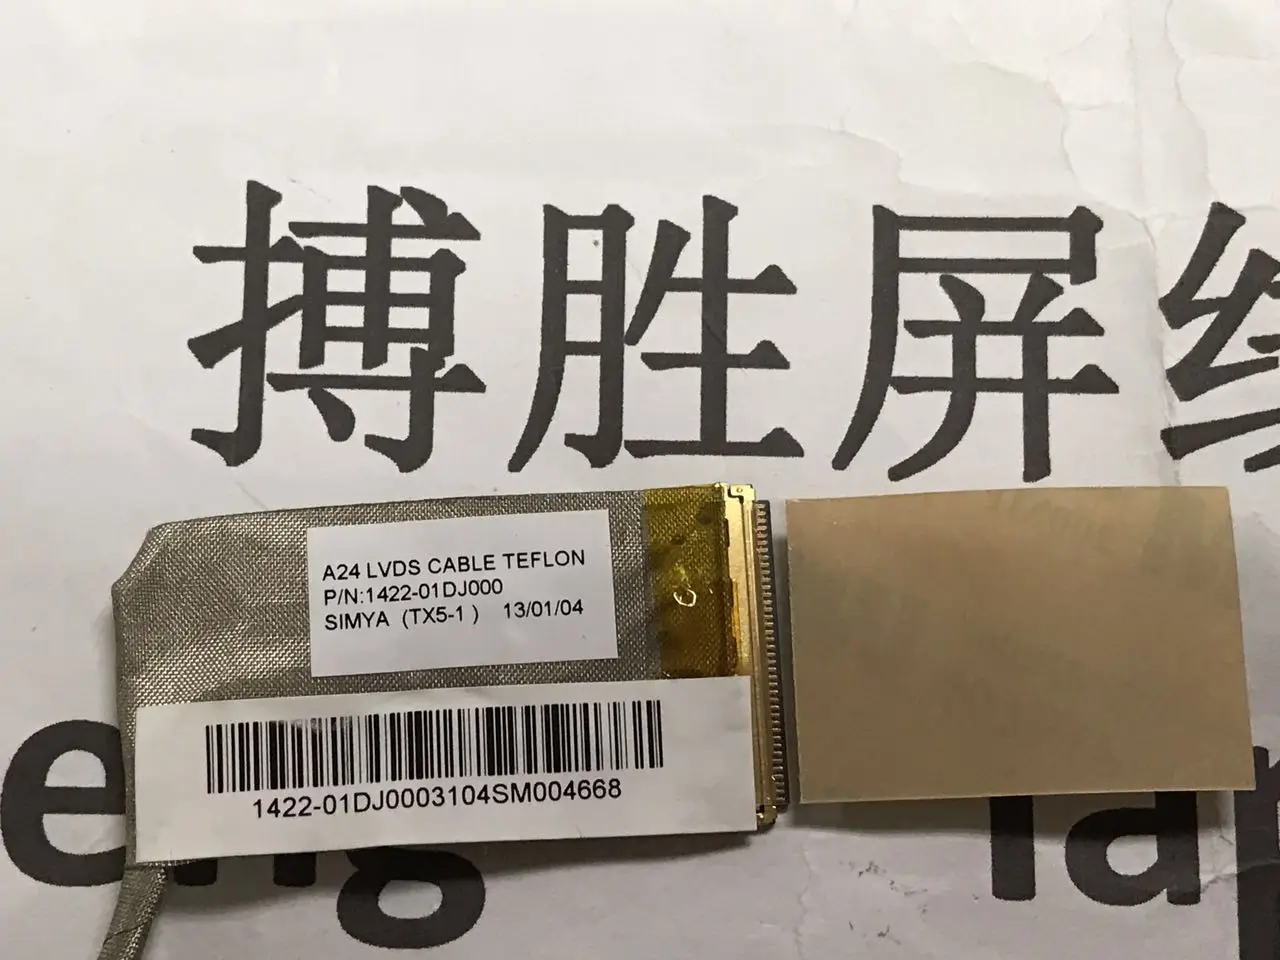 搏胜屏线
A24 LVDS CABLE TEFLON
P/N:1422-01DJ000
SIMYA (TX5-1 ) 13/01/04
1422-01DJ0003104SM004668